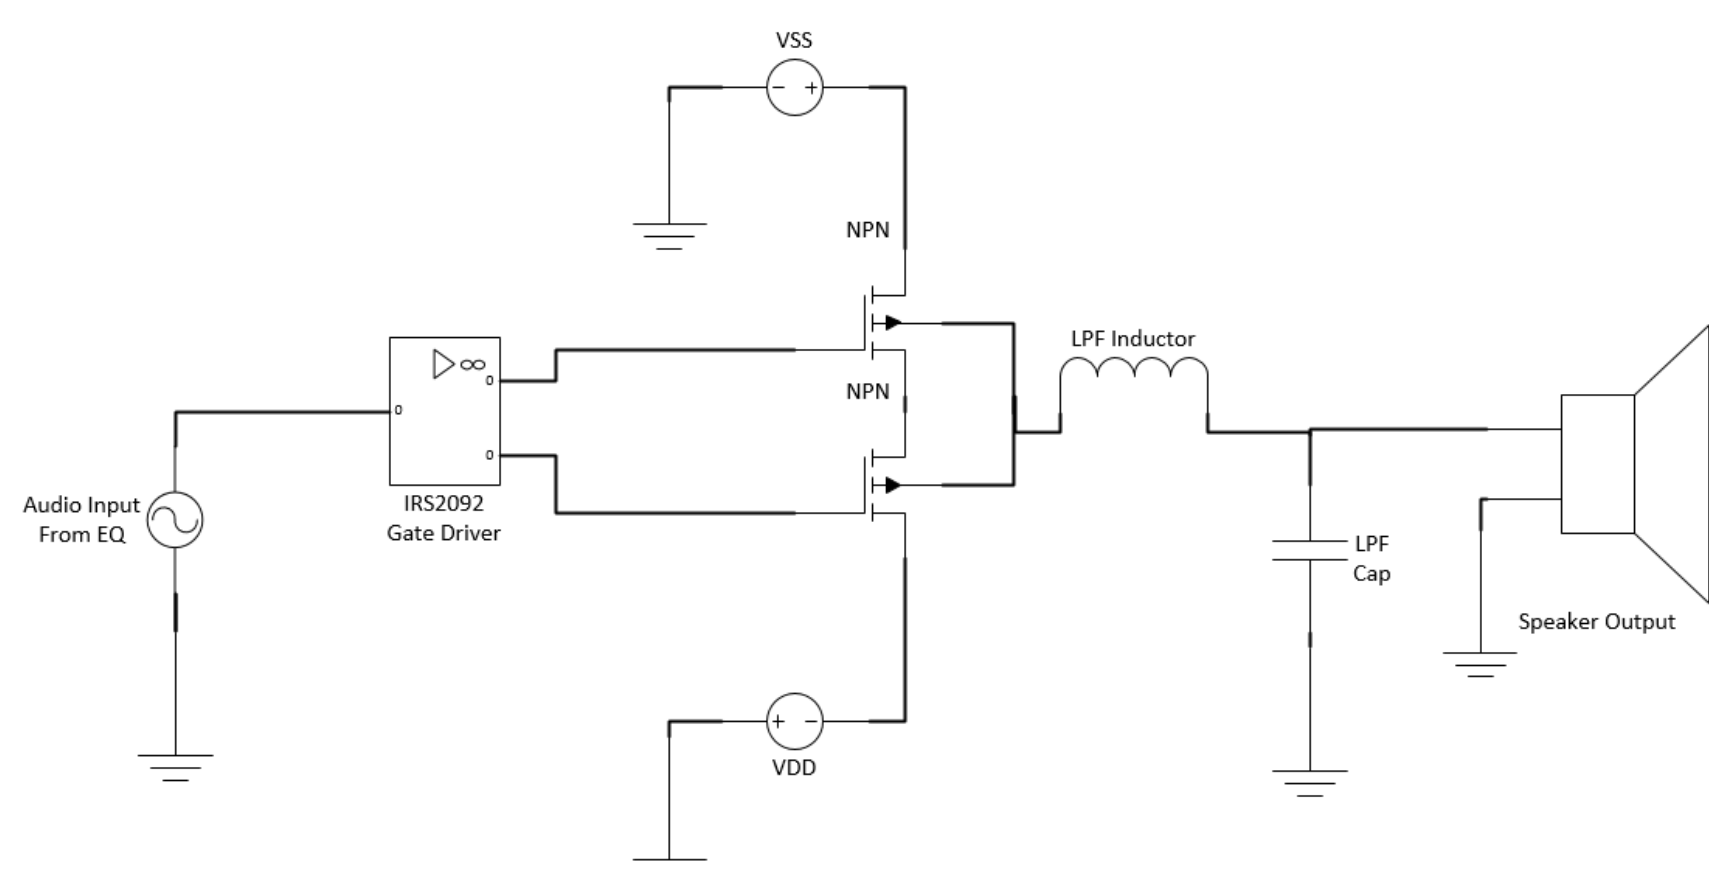 VSS
− +
NPN
LPF Inductor
▷ ∞
0
NPN
0
0
Audio Input
From EQ
IRS2092
Gate Driver
LPF
Cap
Speaker Output
+ −
VDD